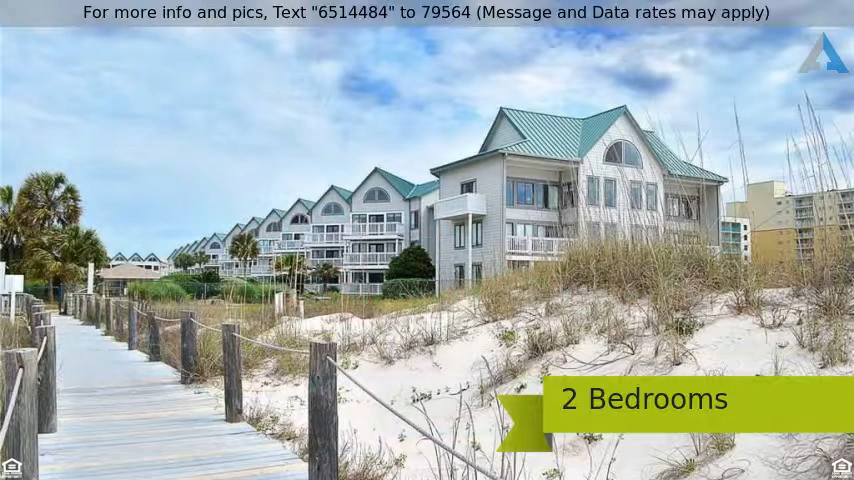 For more info and pics, Text "6514484" to 79564 (Message and Data rates may apply)
2 Bedrooms